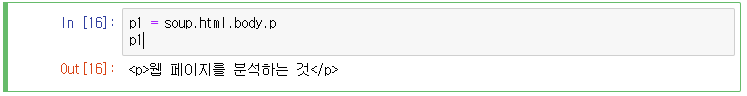 In [16]: p1 = soup.html.body.p
p1
Out[16]: <p>웹 페이지를 분석하는 것</p>